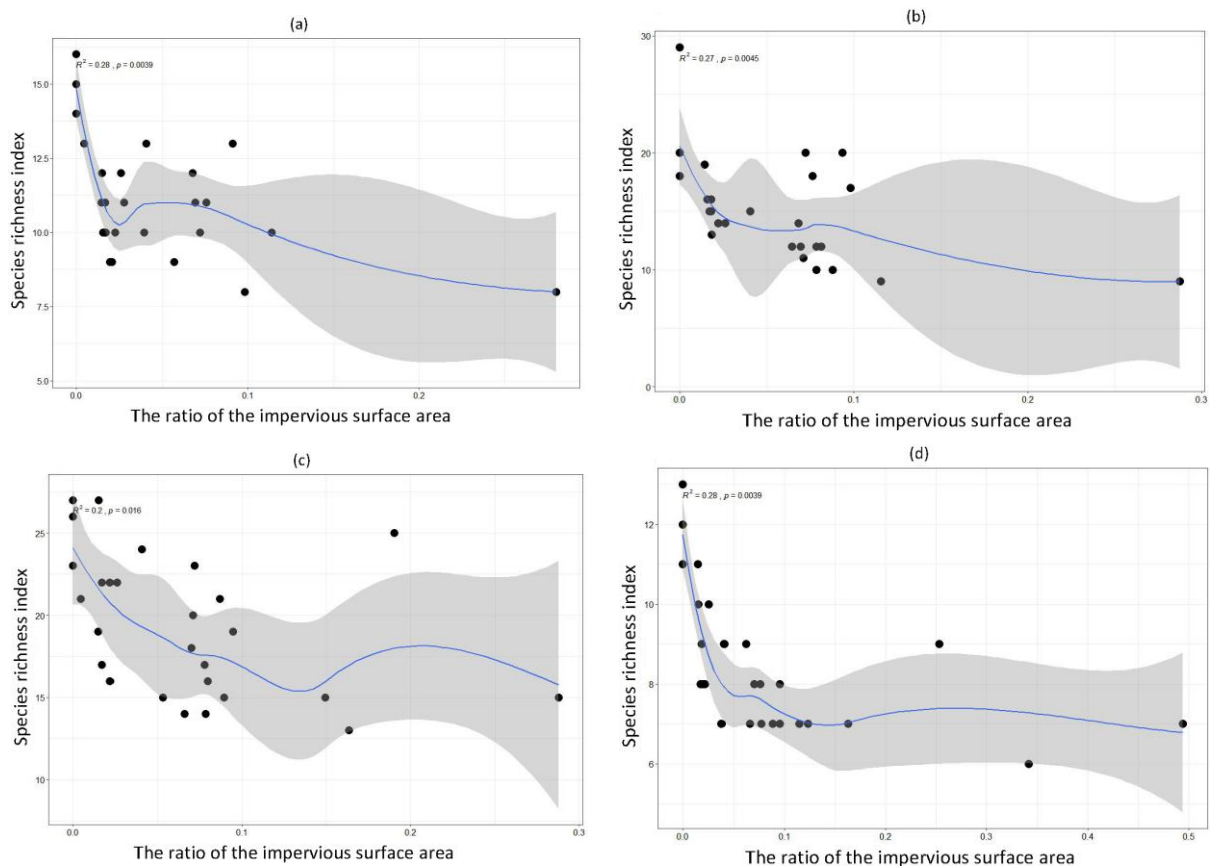 (a)
R² = 0.28 , p = 0.0039
15.0
12.5
10.0
7.5
5.0
Species richness index
0.0 0.1 0.2
The ratio of the impervious surface area
(b)
30
R² = 0.27 , p = 0.0045
20
10
0
Species richness index
0.0 0.1 0.2 0.3
The ratio of the impervious surface area
(c)
R² = 0.2 , p = 0.016
25
20
15
10
Species richness index
0.0 0.1 0.2 0.3
The ratio of the impervious surface area
(d)
R² = 0.28 , p = 0.0039
12
10
8
6
Species richness index
0.0 0.1 0.2 0.3 0.4 0.5
The ratio of the impervious surface area